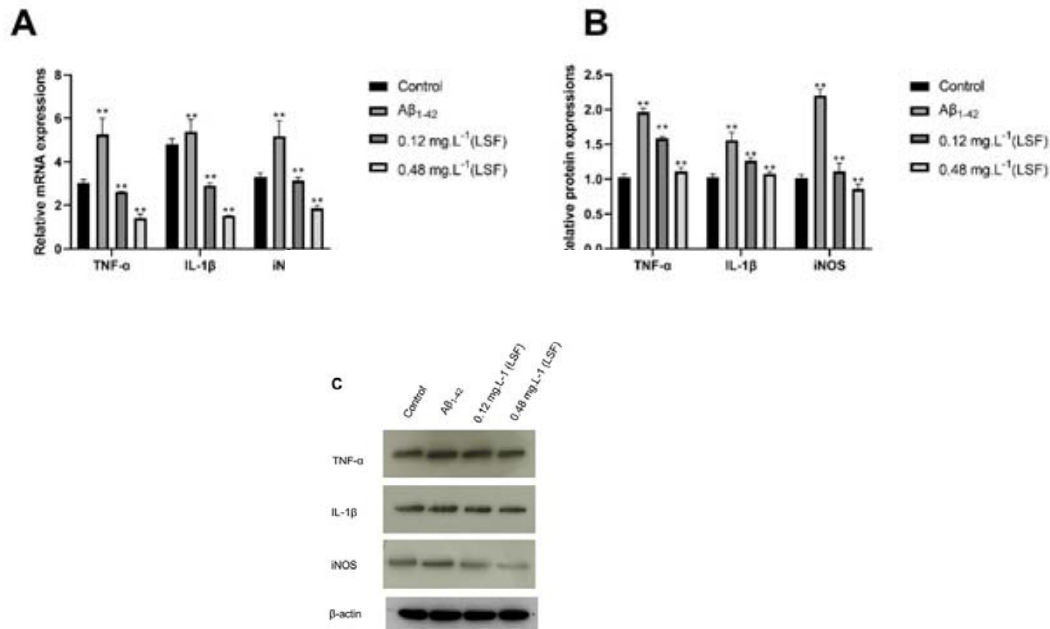 A
Relative mRNA expressions
8
6
4
2
0
** ** ** **
** ** ** **
** ** ** **
TNF-α IL-1β iN
Control
Aβ1-42
0.12 mg.L-1(LSF)
0.48 mg.L-1(LSF)
B
elative protein expressions
2.5
2.0
1.5
1.0
0.5
0.0
** ** **
** ** **
** ** **
TNF-α IL-1β iNOS
Control
Aβ1-42
0.12 mg.L-1(LSF)
0.48 mg.L-1(LSF)
C
Control Aβ1-42 0.12 mg.L-1 (LSF) 0.48 mg.L-1 (LSF)
TNF-α
IL-1β
iNOS
β-actin